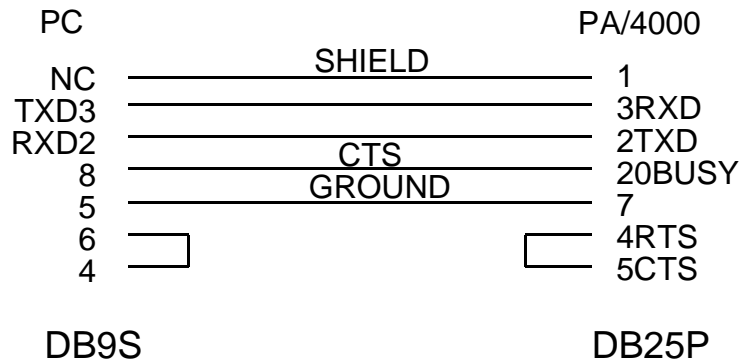 PC PA/4000
NC SHIELD 1
TXD3 3RXD
RXD2 2TXD
8 CTS 20BUSY
5 GROUND 7
6 4RTS
4 5CTS
DB9S DB25P